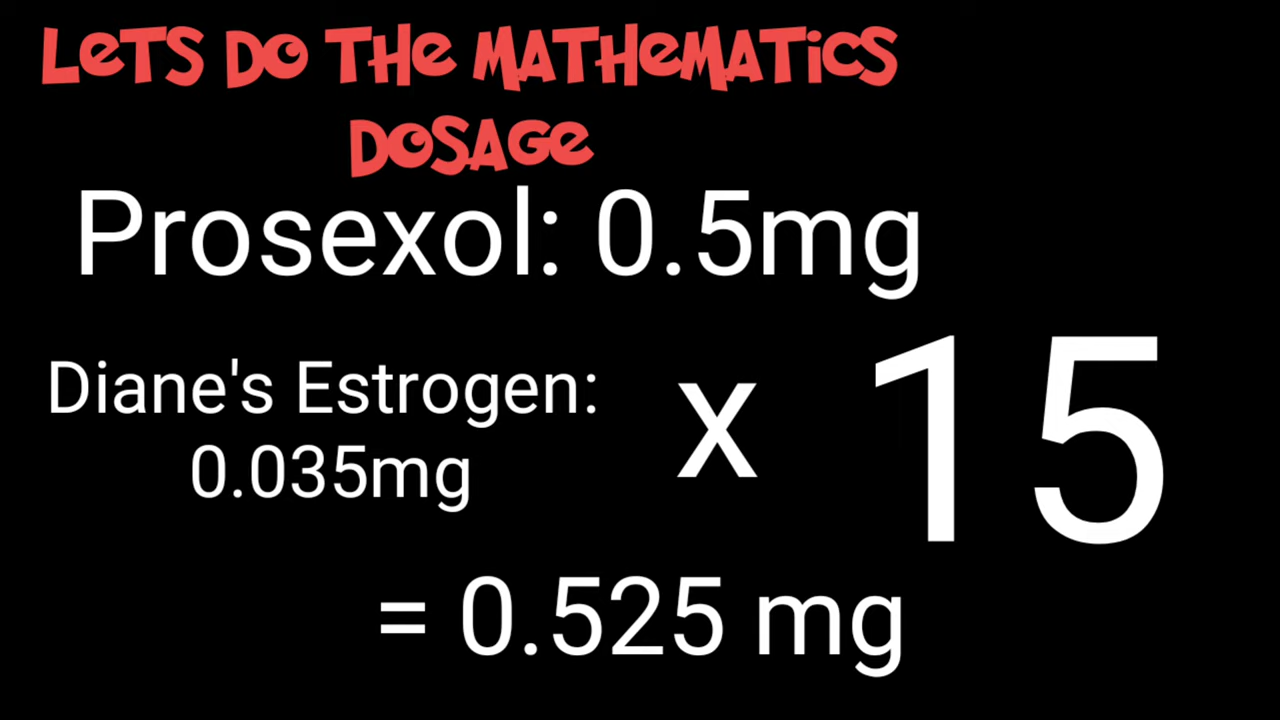 LeTS DO THe MATHeMATiCS
DOSAGe
Prosexol: 0.5mg
Diane's Estrogen:
0.035mg
x 15
= 0.525 mg